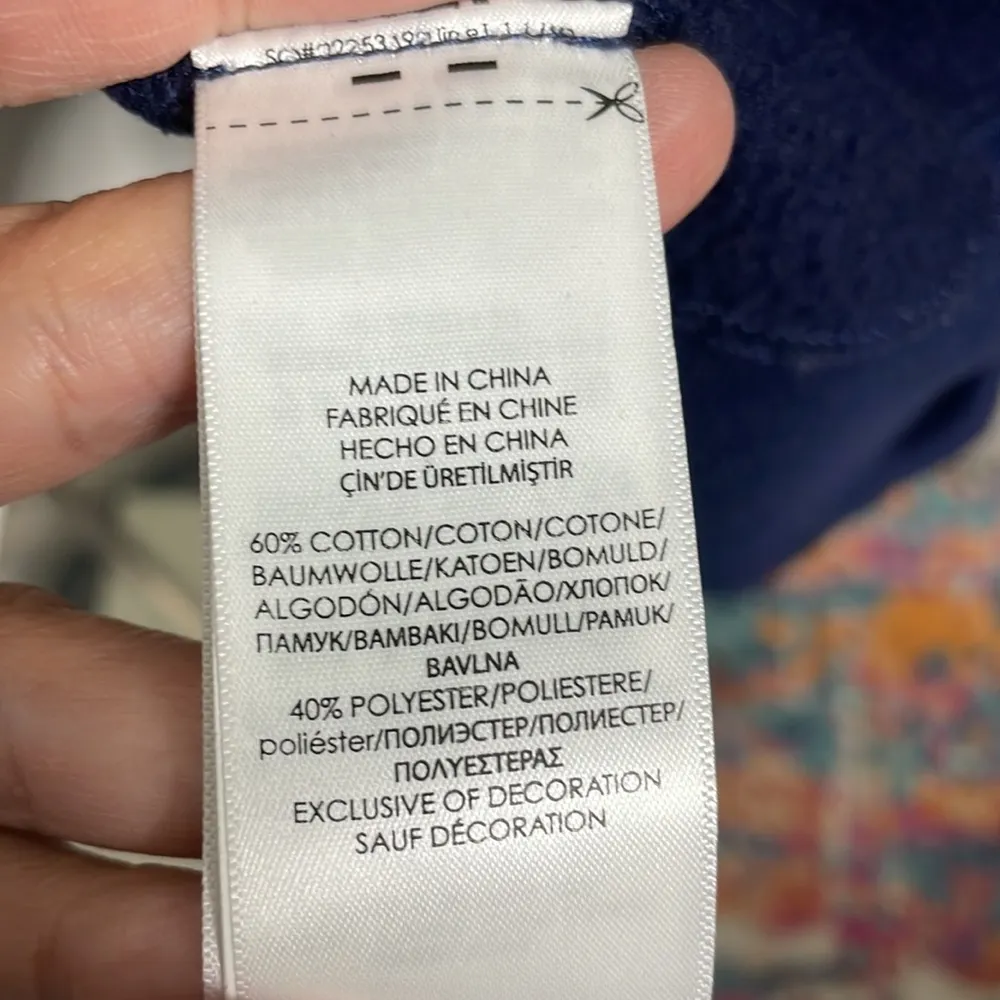 MADE IN CHINA
FABRIQUÉ EN CHINE
HECHO EN CHINA
ÇİN'DE ÜRETİLMİŞTİR
60% COTTON/COTON/COTONE/
BAUMWOLLE/KATOEN/BOMULD/
ALGODÓN/ALGODÃO/ХЛОПОК/
ПАМУК/ΒΑΜΒΑΚΙ/BOMULL/PAMUK/
BAVLNA
40% POLYESTER/POLIESTERE/
poliéster/ПОЛИЭСТЕР/ПОЛИЕСТЕР/
ΠΟΛΥΕΣΤΕΡΑΣ
EXCLUSIVE OF DECORATION
SAUF DÉCORATION